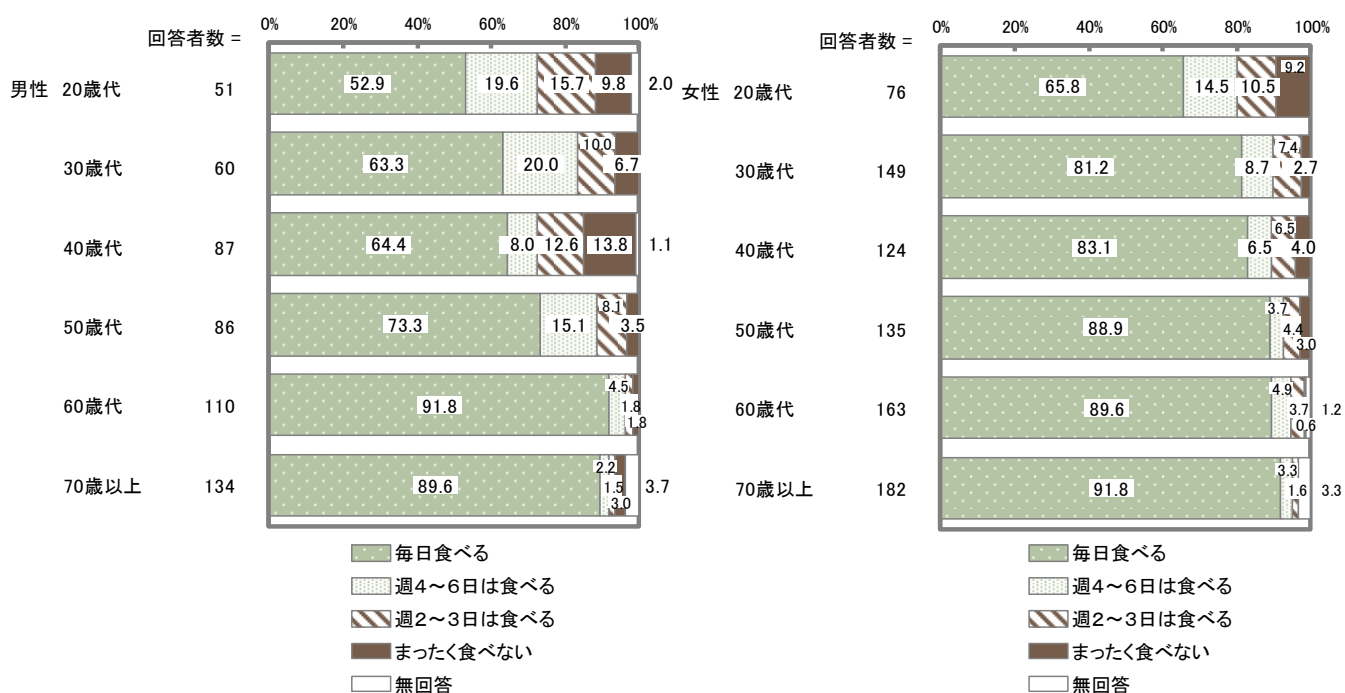 0% 20% 40% 60% 80% 100%
回答者数 =
男性 20歳代 51 52.9 19.6 15.7 9.8 2.0
30歳代 60 63.3 20.0 10.0 6.7
40歳代 87 64.4 8.0 12.6 13.8 1.1
50歳代 86 73.3 15.1 8.1 3.5
60歳代 110 91.8 4.5 1.8 1.8
70歳以上 134 89.6 2.2 1.5 3.0 3.7
毎日食べる
週4～6日は食べる
週2～3日は食べる
まったく食べない
無回答
0% 20% 40% 60% 80% 100%
回答者数 =
女性 20歳代 76 65.8 14.5 10.5 9.2
30歳代 149 81.2 8.7 7.4 2.7
40歳代 124 83.1 6.5 6.5 4.0
50歳代 135 88.9 3.7 4.4 3.0
60歳代 163 89.6 4.9 3.7 0.6 1.2
70歳以上 182 91.8 3.3 1.6 3.3
毎日食べる
週4～6日は食べる
週2～3日は食べる
まったく食べない
無回答